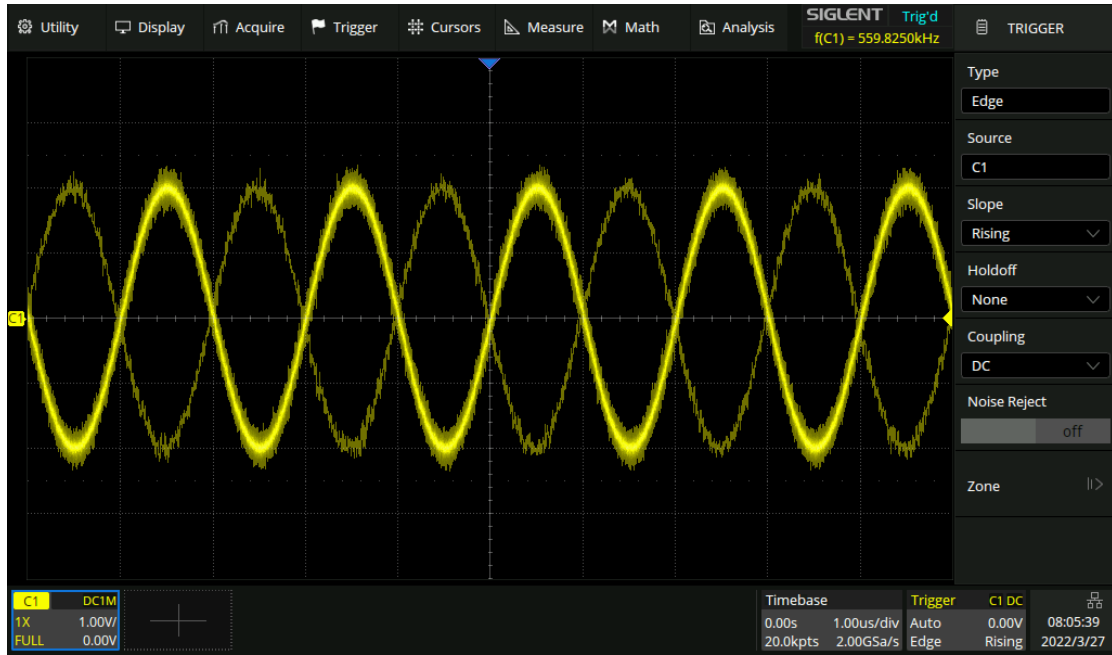 Utility Display Acquire Trigger Cursors Measure Math Analysis
SIGLENT Trig'd
f(C1) = 559.8250kHz
TRIGGER
Type
Edge
Source
C1
Slope
Rising
Holdoff
None
Coupling
DC
Noise Reject
off
Zone
C1
C1 DC1M
1X 1.00V/
FULL 0.00V
Timebase
0.00s 1.00us/div
20.0kpts 2.00GSa/s
Trigger C1 DC
Auto 0.00V
Edge Rising
08:05:39
2022/3/27